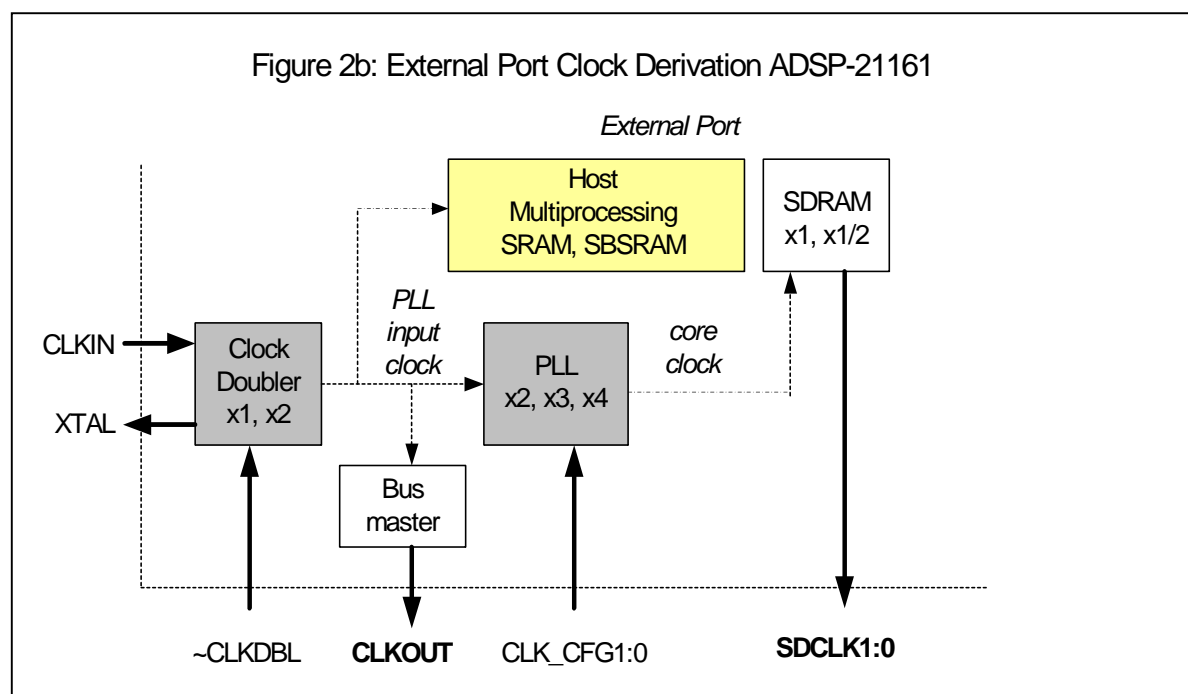 Figure 2b: External Port Clock Derivation ADSP-21161
External Port
Host
Multiprocessing
SRAM, SBSRAM
SDRAM
x1, x1/2
PLL
input
clock
core
clock
CLKIN
XTAL
Clock
Doubler
x1, x2
PLL
x2, x3, x4
Bus
master
~CLKDBL
CLKOUT
CLK_CFG1:0
SDCLK1:0